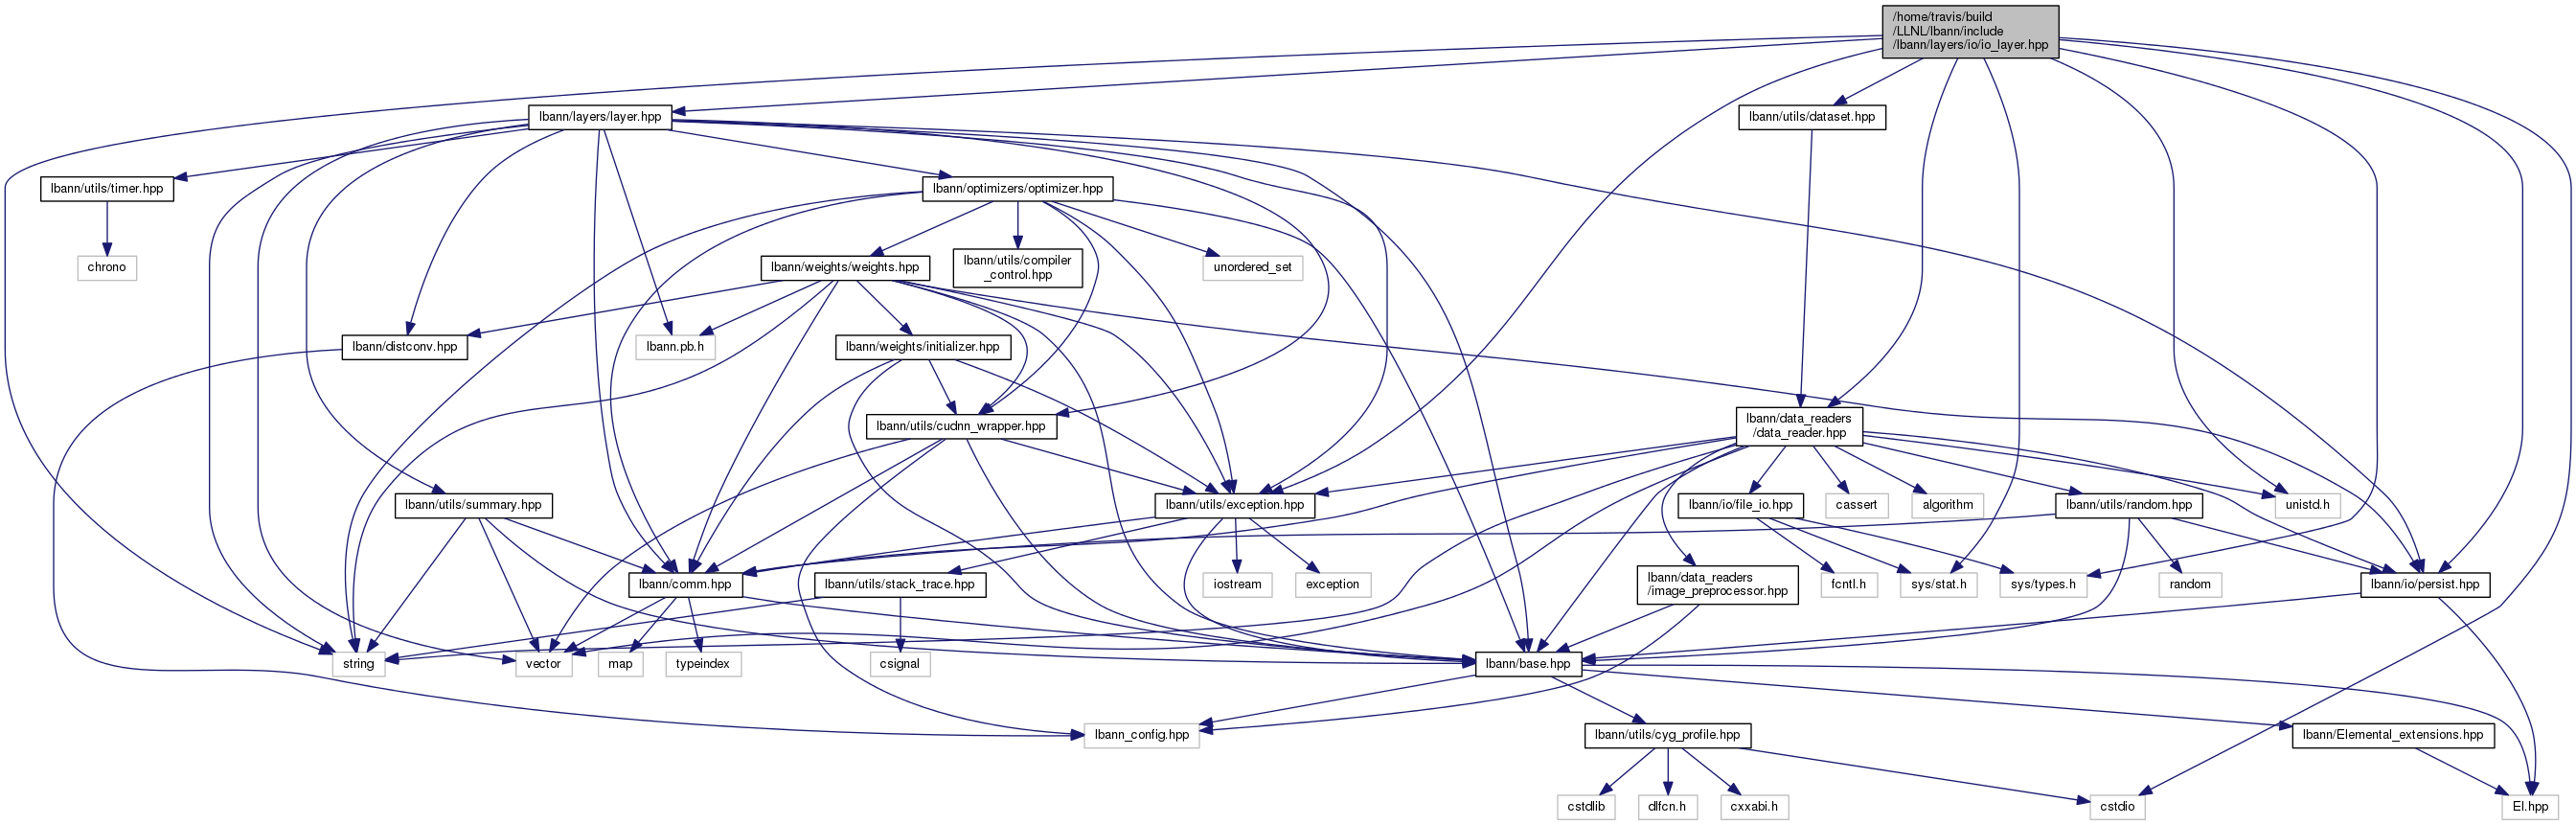 /home/travis/build
/LLNL/lbann/include
/lbann/layers/io/io_layer.hpp
lbann/layers/layer.hpp
lbann/utils/dataset.hpp
lbann/utils/timer.hpp
lbann/optimizers/optimizer.hpp
chrono
lbann/weights/weights.hpp
lbann/utils/compiler
_control.hpp
unordered_set
lbann/distconv.hpp
lbann.pb.h
lbann/weights/initializer.hpp
lbann/utils/cudnn_wrapper.hpp
lbann/data_readers
/data_reader.hpp
lbann/utils/summary.hpp
lbann/utils/exception.hpp
lbann/io/file_io.hpp
cassert
algorithm
lbann/utils/random.hpp
unistd.h
lbann/comm.hpp
lbann/utils/stack_trace.hpp
iostream
exception
lbann/data_readers
/image_preprocessor.hpp
fcntl.h
sys/stat.h
sys/types.h
random
lbann/io/persist.hpp
string
vector
map
typeindex
csignal
lbann/base.hpp
lbann_config.hpp
lbann/utils/cyg_profile.hpp
lbann/Elemental_extensions.hpp
cstdlib
dlfcn.h
cxxabi.h
cstdio
El.hpp